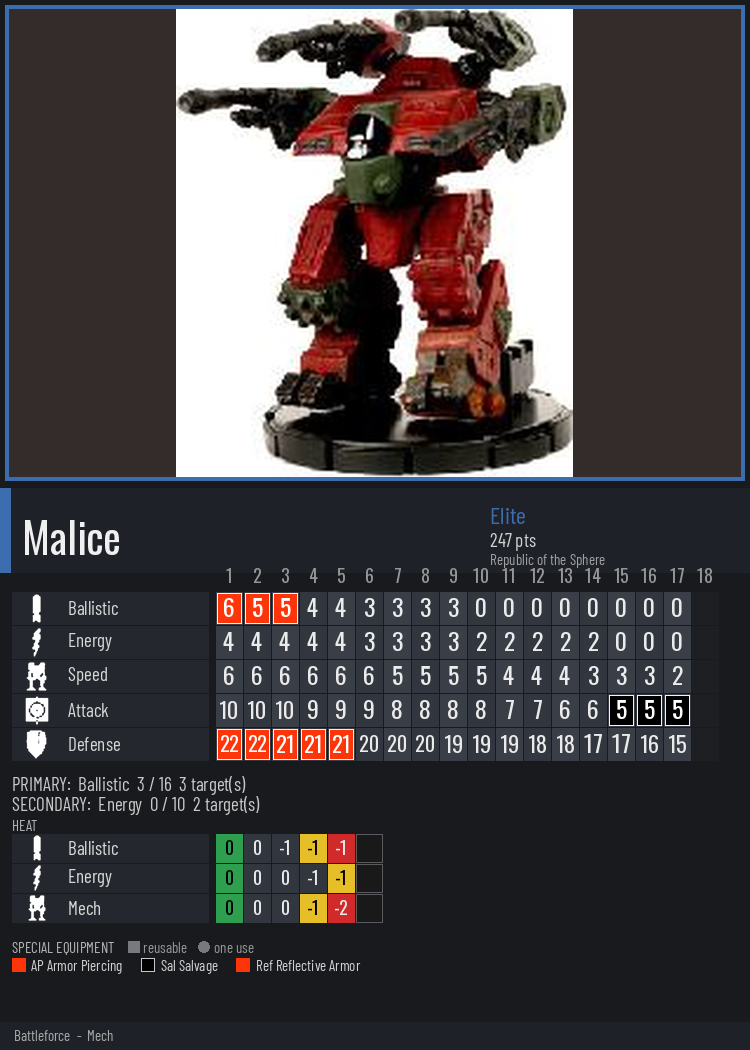 Malice
Elite
247 pts
Republic of the Sphere
1 2 3 4 5 6 7 8 9 10 11 12 13 14 15 16 17 18
Ballistic 6 5 5 4 4 3 3 3 3 0 0 0 0 0 0 0 0
Energy 4 4 4 4 4 3 3 3 3 2 2 2 2 2 0 0 0
Speed 6 6 6 6 6 6 5 5 5 5 4 4 4 3 3 3 2
Attack 10 10 10 9 9 9 8 8 8 8 7 7 6 6 5 5 5
Defense 22 22 21 21 21 20 20 20 19 19 19 18 18 17 17 16 15
PRIMARY: Ballistic 3 / 16 3 target(s)
SECONDARY: Energy 0 / 10 2 target(s)
HEAT
Ballistic 0 0 -1 -1 -1
Energy 0 0 0 -1 -1
Mech 0 0 0 -1 -2
SPECIAL EQUIPMENT reusable one use
AP Armor Piercing Sal Salvage Ref Reflective Armor
Battleforce - Mech